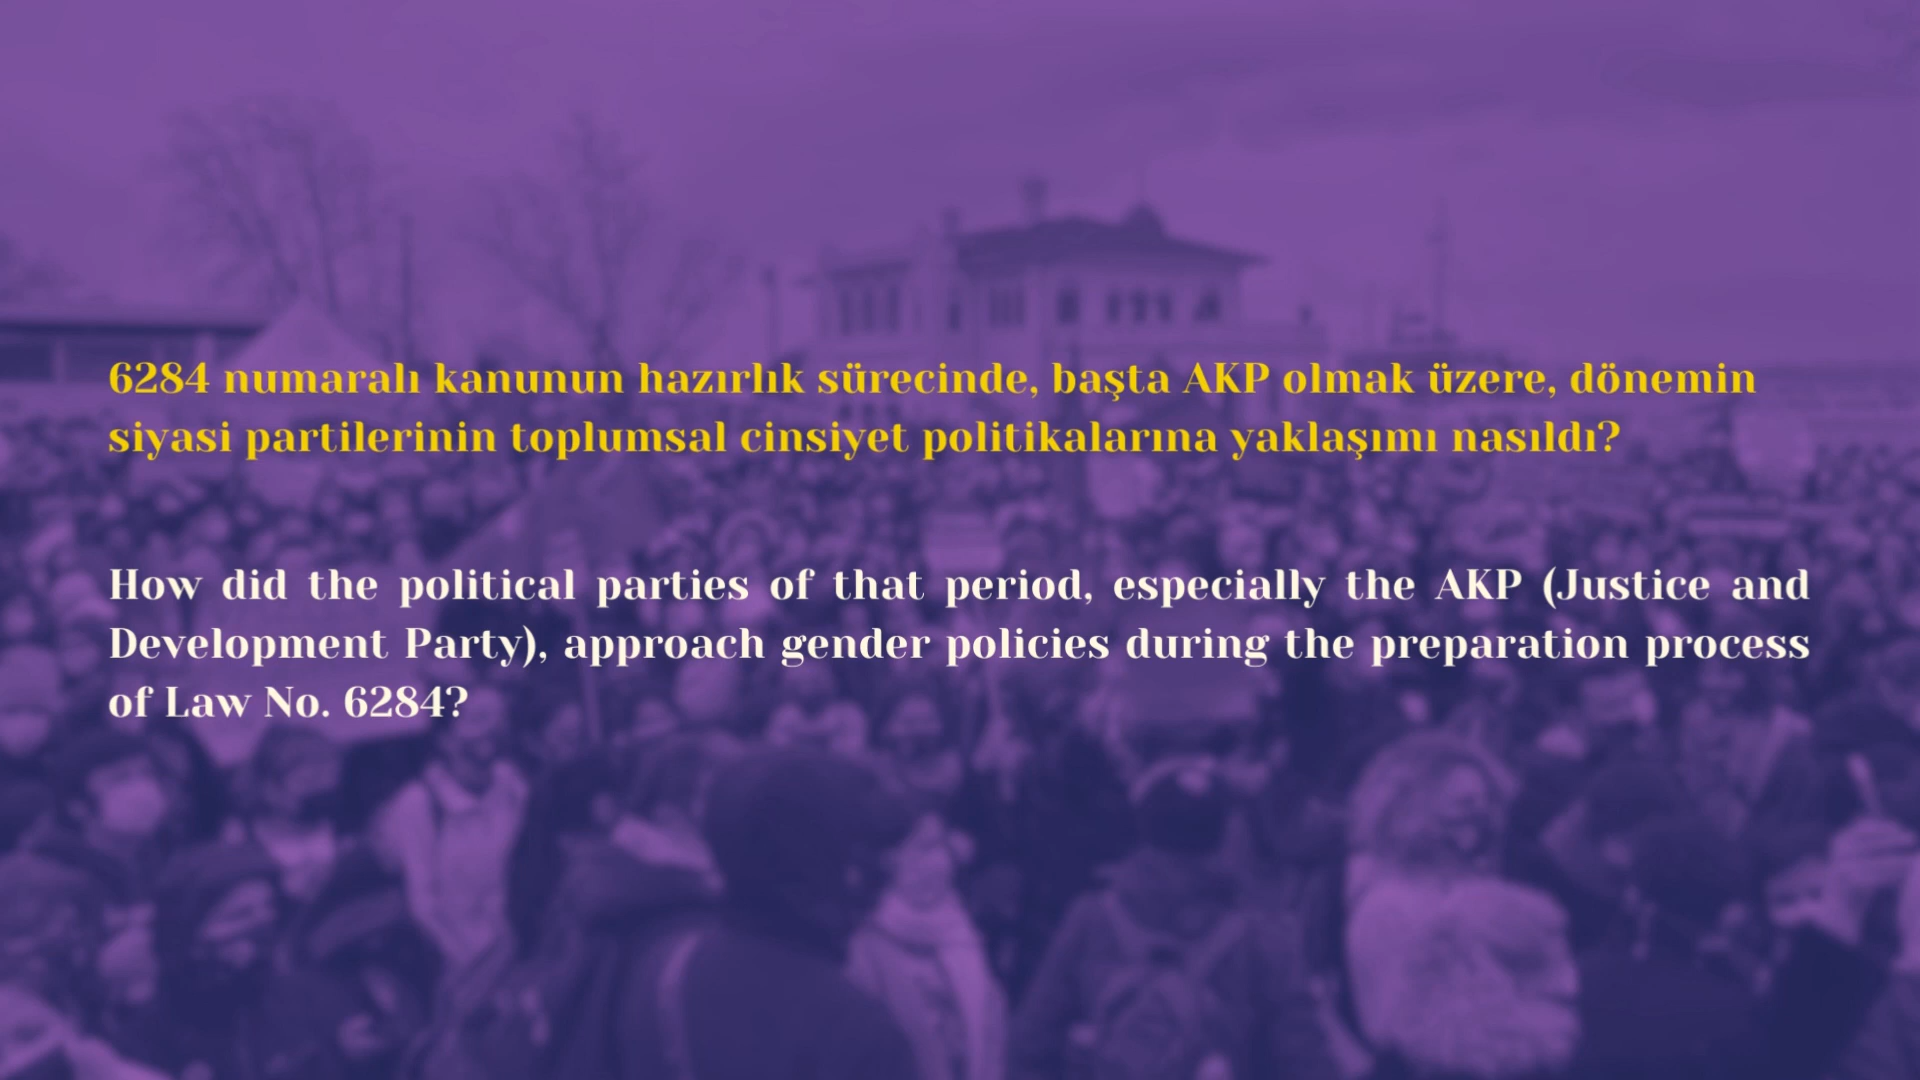 6284 numaralı kanunun hazırlık sürecinde, başta AKP olmak üzere, dönemin
siyasi partilerinin toplumsal cinsiyet politikalarına yaklaşımı nasıldı?
How did the political parties of that period, especially the AKP (Justice and
Development Party), approach gender policies during the preparation process
of Law No. 6284?